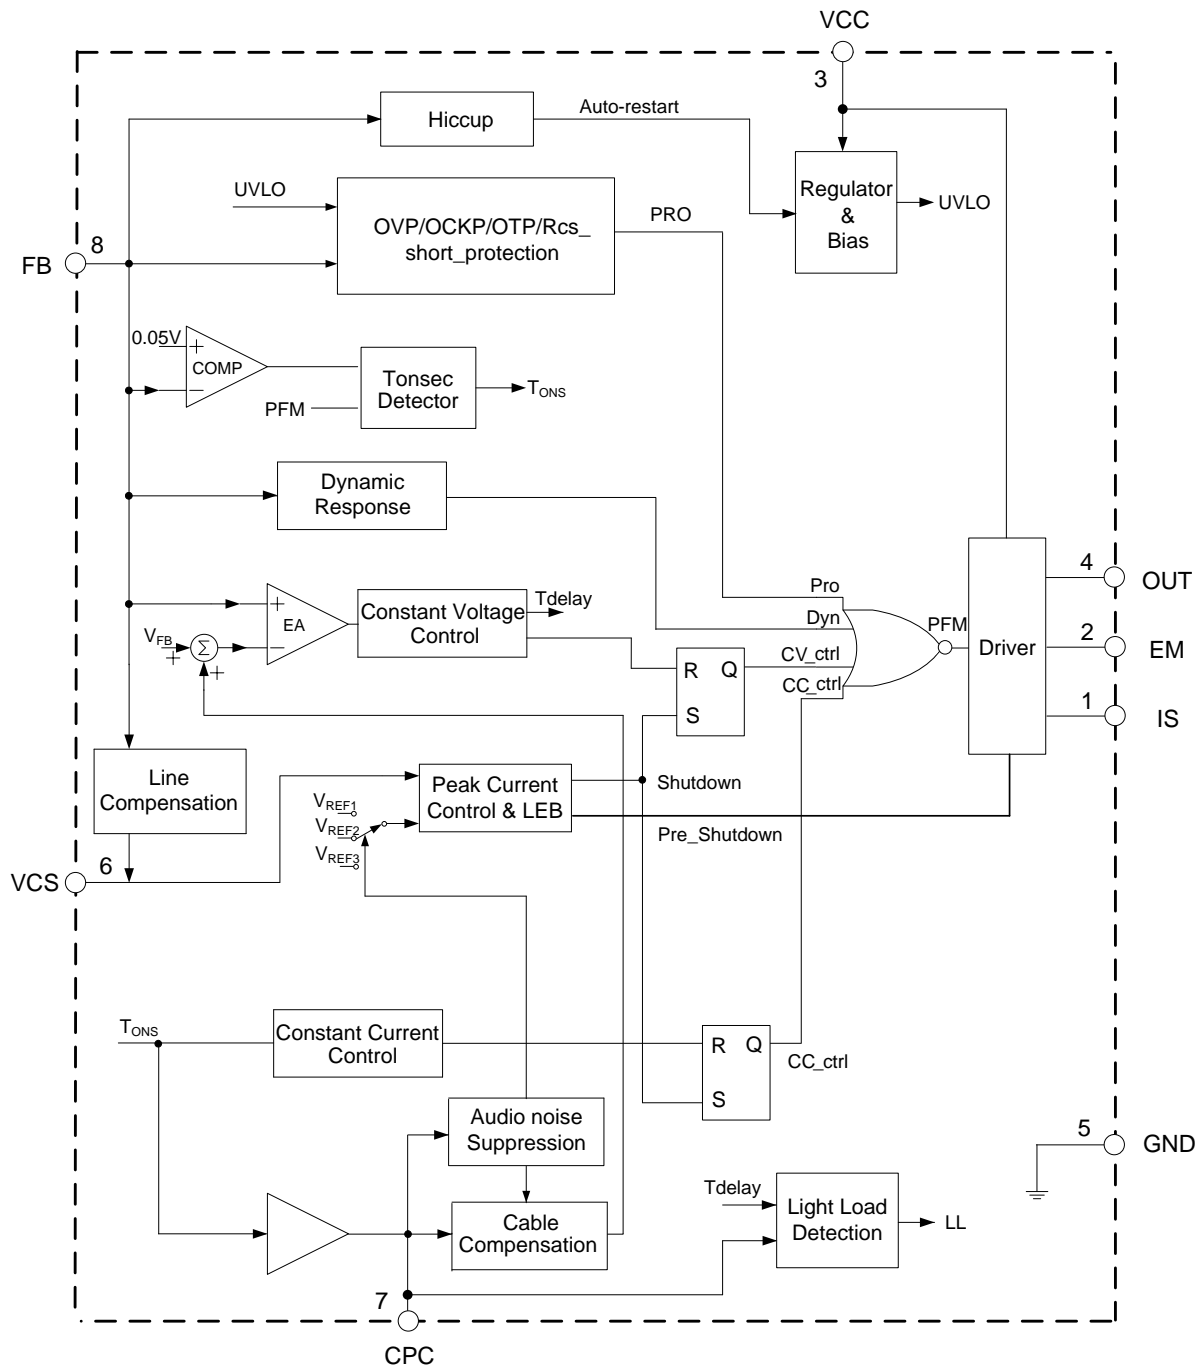 VCC
3
Hiccup
Auto-restart
UVLO
OVP/OCKP/OTP/Rcs_
short_protection
PRO
Regulator
&
Bias
UVLO
8
FB
0.05V
+
COMP
−
PFM
Tonsec
Detector
TONS
Dynamic
Response
4
OUT
Pro
Dyn
PFM
CV_ctrl
CC_ctrl
Driver
2
EM
1
IS
+
EA
−
VFB
+
Σ
+
Constant Voltage
Control
Tdelay
R Q
S
Line
Compensation
VREF1
VREF2
VREF3
Peak Current
Control & LEB
Shutdown
Pre_Shutdown
6
VCS
TONS
Constant Current
Control
R Q
S
CC_ctrl
Audio noise
Suppression
5
GND
Cable
Compensation
Tdelay
Light Load
Detection
LL
7
CPC